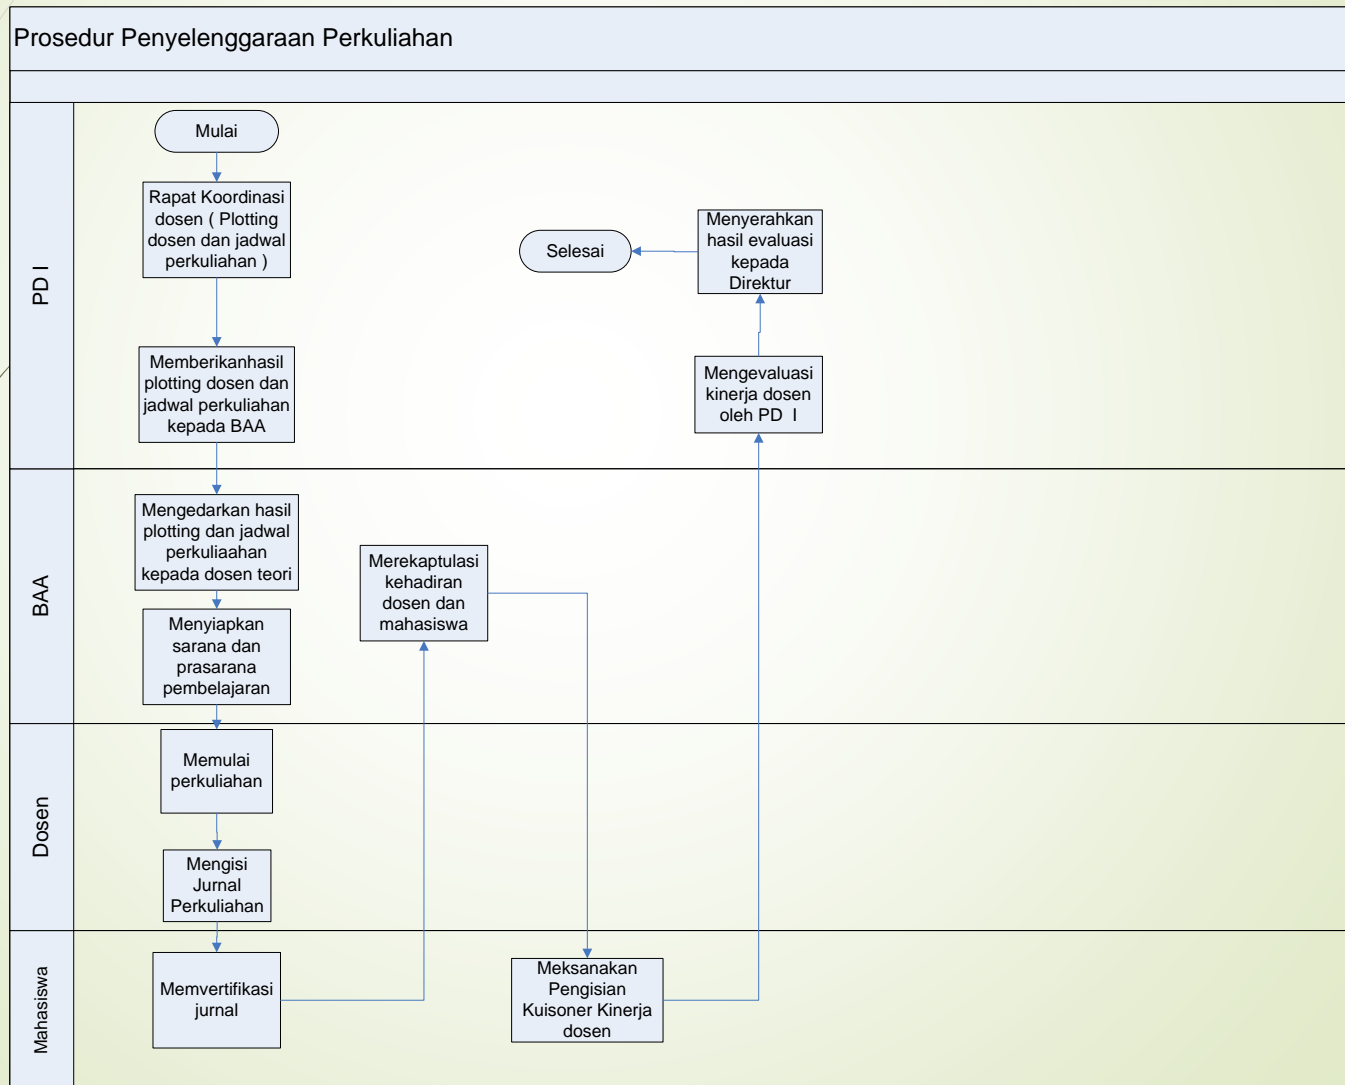 Prosedur Penyelenggaraan Perkuliahan
PD I
Mulai
Rapat Koordinasi
dosen ( Plotting
dosen dan jadwal
perkuliahan )
Memberikanhasil
plotting dosen dan
jadwal perkuliahan
kepada BAA
Selesai
Menyerahkan
hasil evaluasi
kepada
Direktur
Mengevaluasi
kinerja dosen
oleh PD  I
BAA
Mengedarkan hasil
plotting dan jadwal
perkuliaahan
kepada dosen teori
Menyiapkan
sarana dan
prasarana
pembelajaran
Merekaptulasi
kehadiran
dosen dan
mahasiswa
Dosen
Memulai
perkuliahan
Mengisi
Jurnal
Perkuliahan
Mahasiswa
Memvertifikasi
jurnal
Meksanakan
Pengisian
Kuisoner Kinerja
dosen